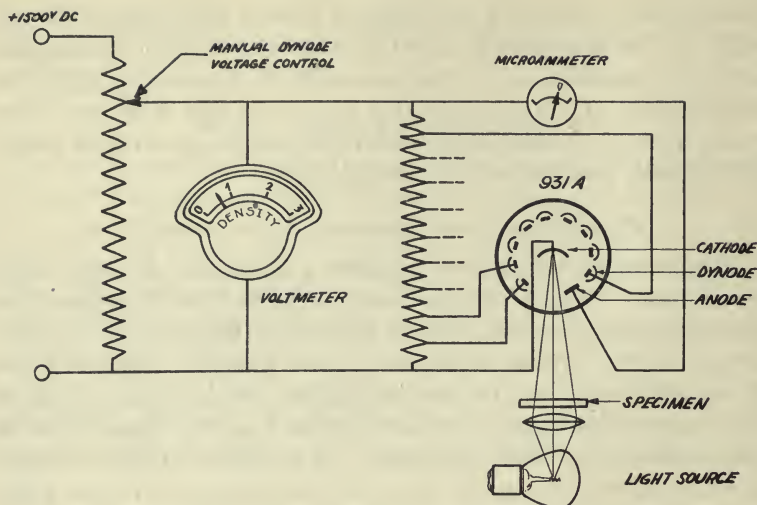 +1500V DC
MANUAL DYNODE
VOLTAGE CONTROL
MICROAMMETER
0
931A
0 1 2 3
DENSITY
VOLTMETER
CATHODE
DYNODE
ANODE
SPECIMEN
LIGHT SOURCE